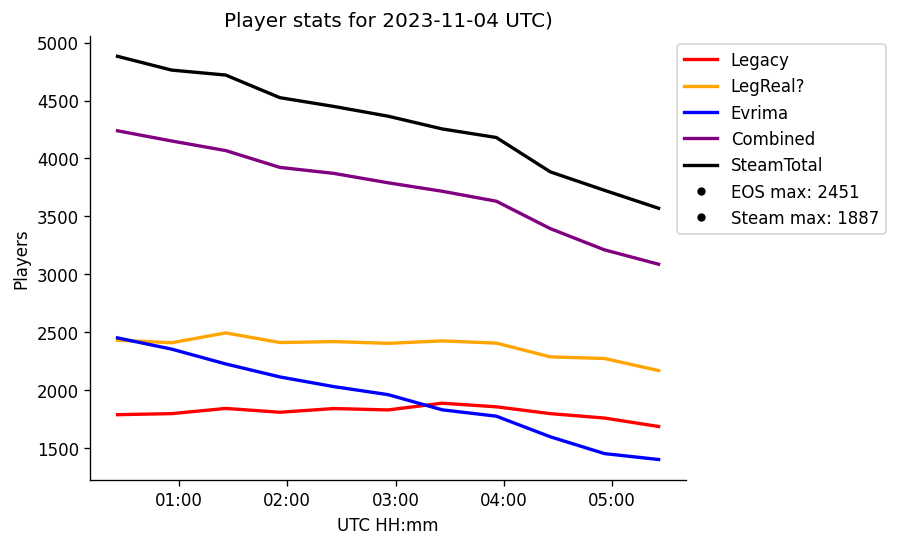 Player stats for 2023-11-04 UTC)
5000
4500
4000
3500
3000
2500
2000
1500
Players
01:00 02:00 03:00 04:00 05:00
UTC HH:mm
Legacy
LegReal?
Evrima
Combined
SteamTotal
EOS max: 2451
Steam max: 1887